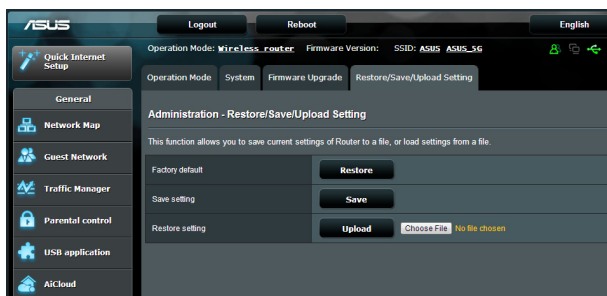 ASUS
Logout
Reboot
English
Quick Internet
Setup
Operation Mode: Wireless router Firmware Version: SSID: ASUS ASUS_5G
Operation Mode
System
Firmware Upgrade
Restore/Save/Upload Setting
General
Network Map
Guest Network
Traffic Manager
Parental control
USB application
AiCloud
Administration - Restore/Save/Upload Setting
This function allows you to save current settings of Router to a file, or load settings from a file.
Factory default
Restore
Save setting
Save
Restore setting
Upload
Choose File No file chosen